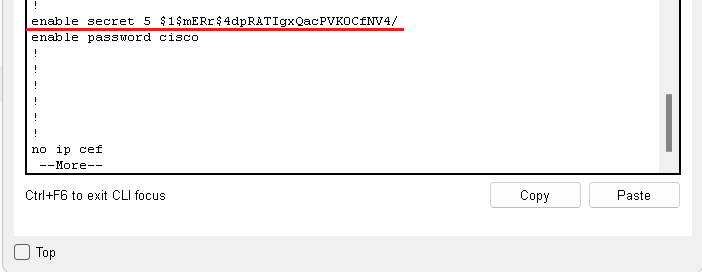 !
enable secret 5 $1$mERr$4dpRATIgxQacPVKOCfNV4/
enable password cisco
!
!
!
!
!
!
no ip cef
--More--
Ctrl+F6 to exit CLI focus
Copy
Paste
Top